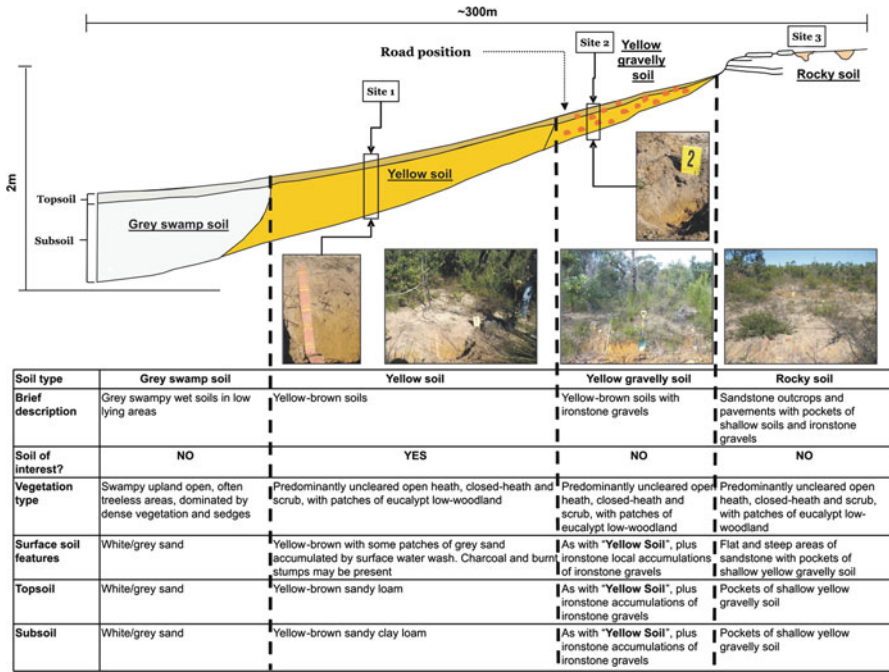 ~300m
Site 3
Site 2
Yellow
gravelly
soil
Road position
Rocky soil
Site 1
2m
2
Yellow soil
Topsoil
Grey swamp soil
Subsoil
Soil type
Grey swamp soil
Yellow soil
Yellow gravelly soil
Rocky soil
Brief
description
Grey swampy wet soils in low
lying areas
Yellow-brown soils
Yellow-brown soils with
ironstone gravels
Sandstone outcrops and
pavements with pockets of
shallow soils and ironstone
gravels
Soil of
interest?
NO
YES
NO
NO
Vegetation
type
Swampy upland open, often
treeless areas, dominated by
dense vegetation and sedges
Predominantly uncleared open heath, closed-heath and
scrub, with patches of eucalypt low-woodland
Predominantly uncleared open
heath, closed-heath and
scrub, with patches of
eucalypt low-woodland
Predominantly uncleared open
heath, closed-heath and scrub,
with patches of eucalypt low-
woodland
Surface soil
features
White/grey sand
Yellow-brown with some patches of grey sand
accumulated by surface water wash. Charcoal and burnt
stumps may be present
As with “Yellow Soil”, plus
ironstone local accumulations
of ironstone gravels
Flat and steep areas of
sandstone with pockets of
shallow yellow gravelly soil
Topsoil
White/grey sand
Yellow-brown sandy loam
As with “Yellow Soil”, plus
ironstone accumulations of
ironstone gravels
Pockets of shallow yellow
gravelly soil
Subsoil
White/grey sand
Yellow-brown sandy clay loam
As with “Yellow Soil”, plus
ironstone accumulations of
ironstone gravels
Pockets of shallow yellow
gravelly soil